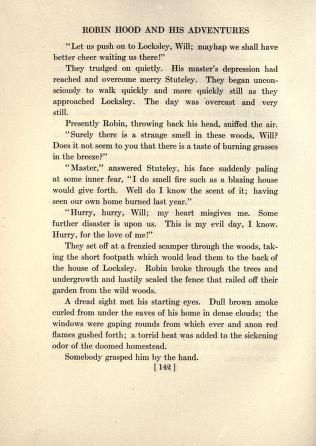 ROBIN HOOD AND HIS ADVENTURES
"Let us push on to Locksley, Will; mayhap we shall have
better cheer waiting us there!"
They trudged on quietly. His master's depression had
reached and overcome merry Stuteley. They began uncon-
sciously to walk quickly and more quickly still as they
approached Locksley. The day was overcast and very
still.
Presently Robin, throwing back his head, sniffed the air.
"Surely there is a strange smell in these woods, Will?
Does it not seem to you that there is a taste of burning grasses
in the breeze?"
"Master," answered Stuteley, his face suddenly paling
at some inner fear, "I do smell fire such as a blazing house
would give forth. Well do I know the scent of it; having
seen our own home burned last year."
"Hurry, hurry, Will; my heart misgives me. Some
further disaster is upon us. This is my evil day, I know.
Hurry, for the love of me!"
They set off at a frenzied scamper through the woods, tak-
ing the short footpath which would lead them to the back of
the house of Locksley. Robin broke through the trees and
undergrowth and hastily scaled the fence that railed off their
garden from the wild woods.
A dread sight met his starting eyes. Dull brown smoke
curled from under the eaves of his home in dense clouds; the
windows were gaping rounds from which ever and anon red
flames gushed forth; a torrid heat was added to the sickening
odor of the doomed homestead.
Somebody grasped him by the hand.
[ 142 ]